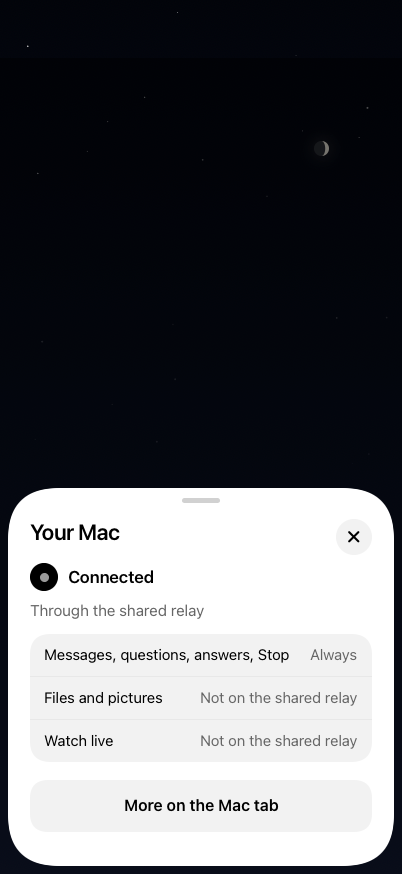 Your Mac
Connected
Through the shared relay
Messages, questions, answers, Stop Always
Files and pictures Not on the shared relay
Watch live Not on the shared relay
More on the Mac tab